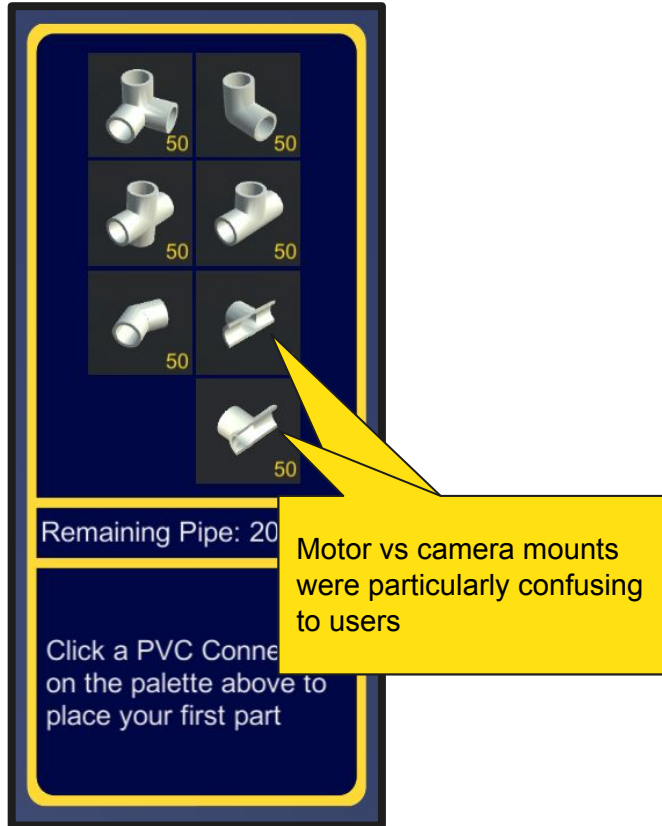 50 50
50 50
50
50
Remaining Pipe: 20
Motor vs camera mounts
were particularly confusing
to users
Click a PVC Conne
on the palette above to
place your first part